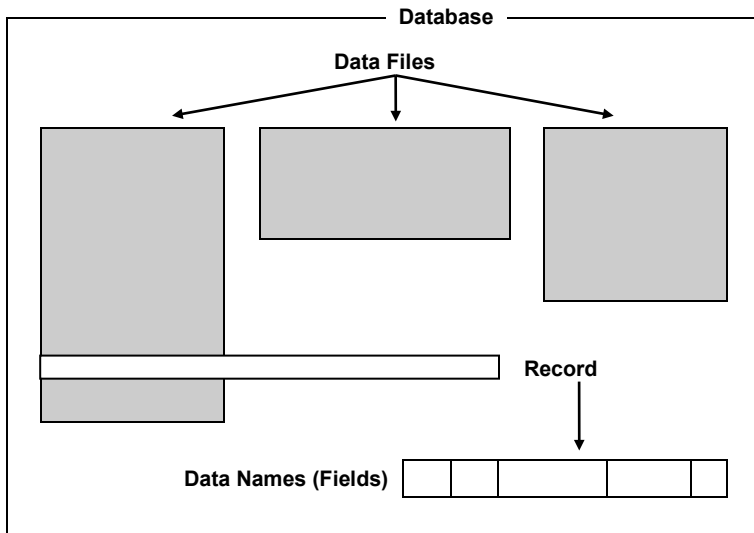 Database
Data Files
Record
Data Names (Fields)